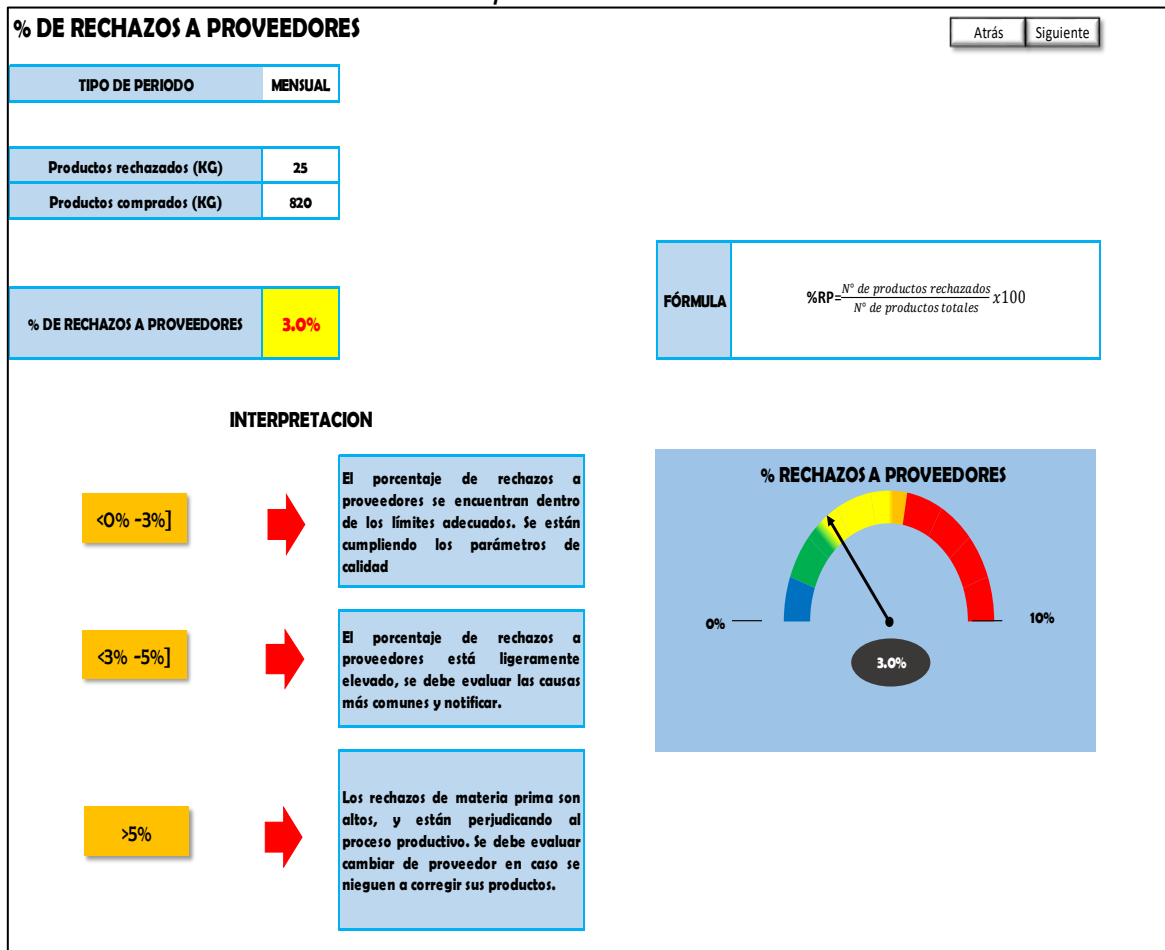 % DE RECHAZOS A PROVEEDORES
Atrás
Siguiente
TIPO DE PERIODO
MENSUAL
Productos rechazados (KG)
25
Productos comprados (KG)
820
% DE RECHAZOS A PROVEEDORES
3.0%
FÓRMULA
%RP=
N° de productos rechazados
N° de productos totales
x100
INTERPRETACION
<0% -3%]
El porcentaje de rechazos a
proveedores se encuentran dentro
de los límites adecuados. Se están
cumpliendo los parámetros de
calidad
<3% -5%]
El porcentaje de rechazos a
proveedores está ligeramente
elevado, se debe evaluar las causas
más comunes y notificar.
>5%
Los rechazos de materia prima son
altos, y están perjudicando al
proceso productivo. Se debe evaluar
cambiar de proveedor en caso se
nieguen a corregir sus productos.
% RECHAZOS A PROVEEDORES
0%
10%
3.0%